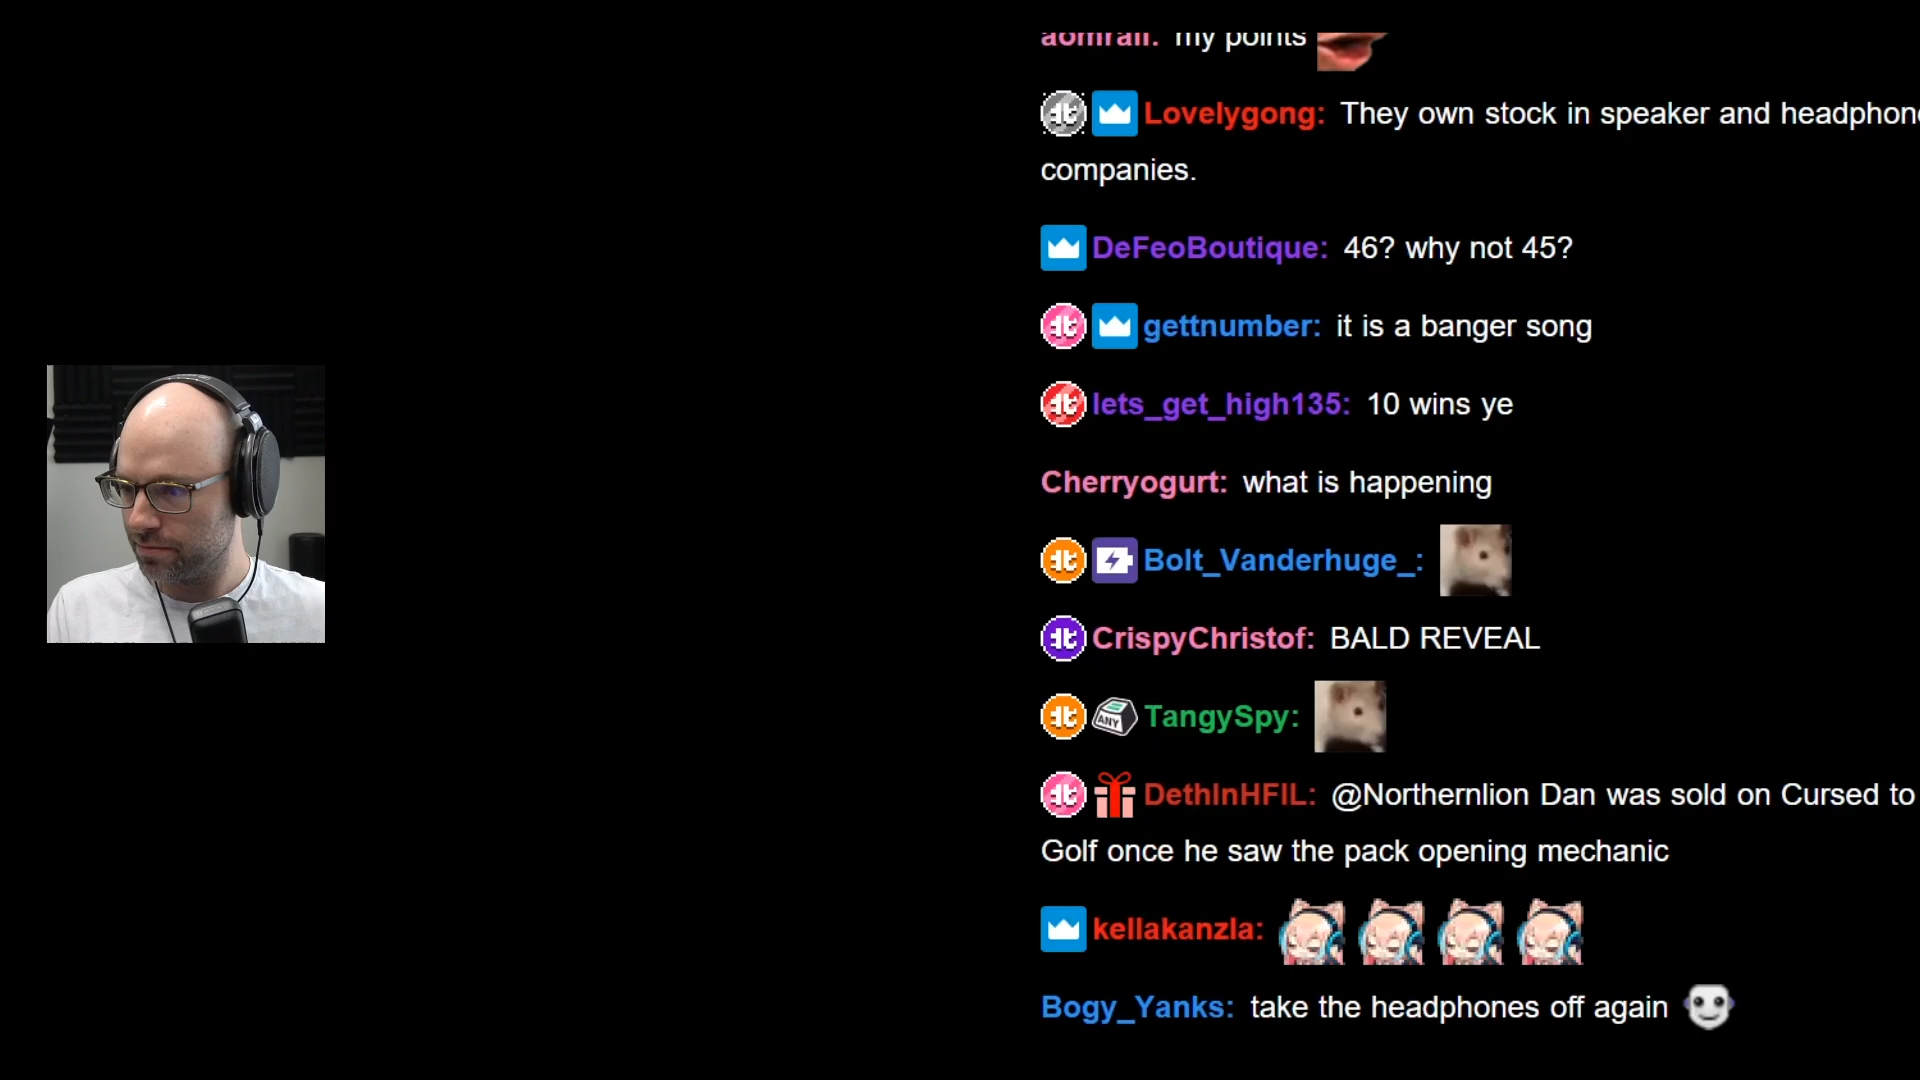 aomrall: my points
Lovelygong: They own stock in speaker and headphone
companies.
DeFeoBoutique: 46? why not 45?
gettnumber: it is a banger song
lets_get_high135: 10 wins ye
Cherryogurt: what is happening
Bolt_Vanderhuge_:
CrispyChristof: BALD REVEAL
ANY TangySpy:
DethInHFIL: @Northernlion Dan was sold on Cursed to
Golf once he saw the pack opening mechanic
kellakanzla:
Bogy_Yanks: take the headphones off again